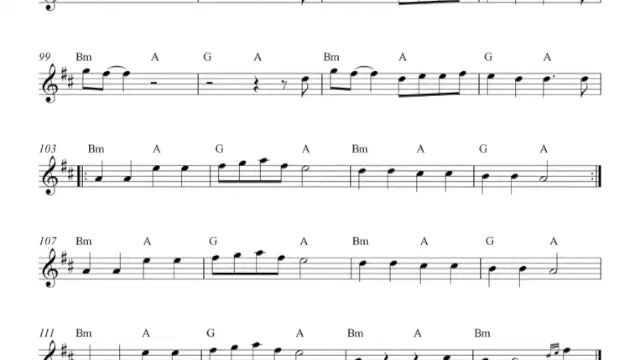 99 Bm A G A Bm A G A
103 Bm A G A Bm A G A
107 Bm A G A Bm A G A
111 Bm A G A Bm A Bm